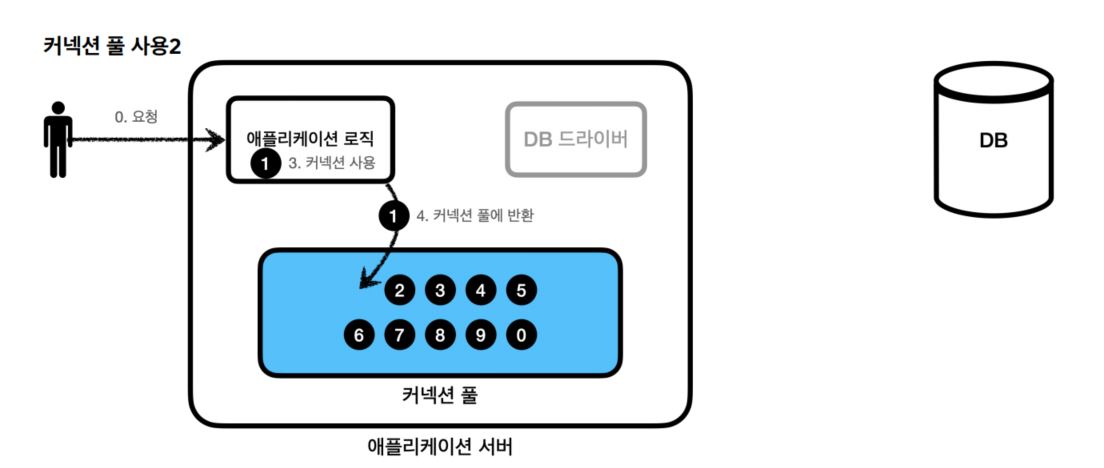 커넥션 풀 사용2
0. 요청
애플리케이션 로직
1 3. 커넥션 사용
DB 드라이버
DB
1 4. 커넥션 풀에 반환
2 3 4 5
6 7 8 9 0
커넥션 풀
애플리케이션 서버